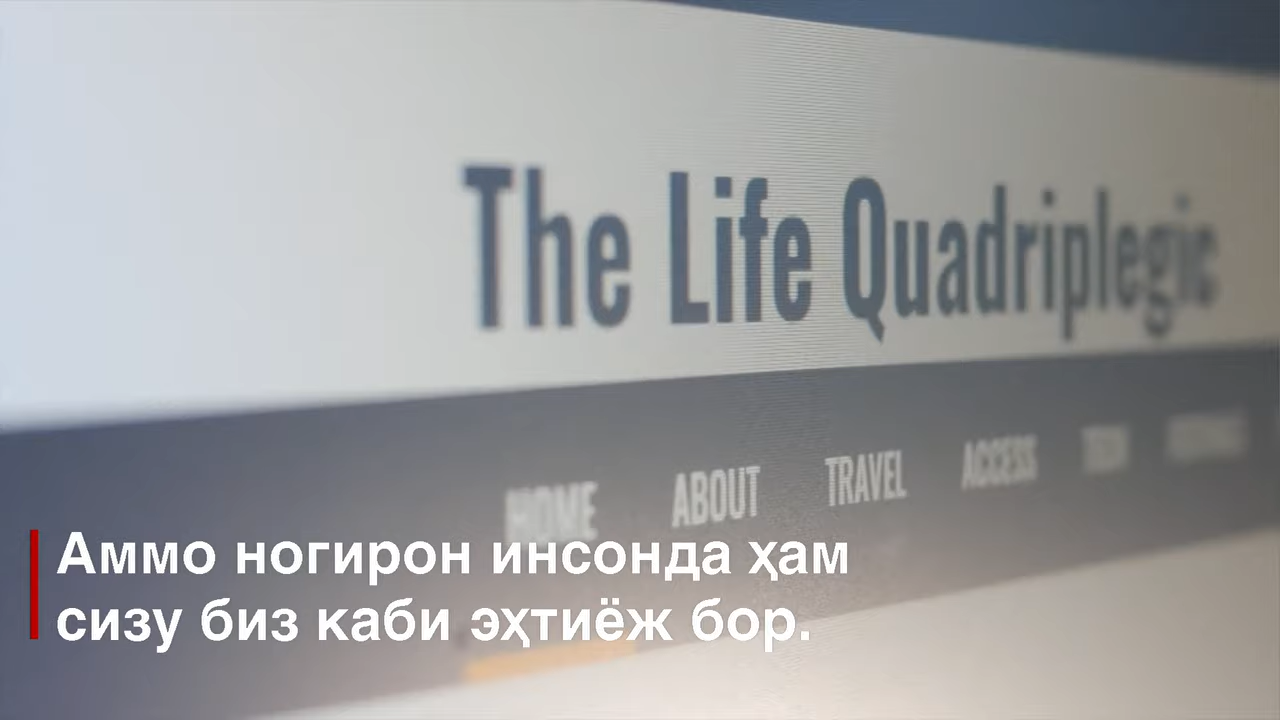 The Life Quadriplegic
HOME ABOUT TRAVEL ACCESS
Аммо ногирон инсонда ҳам
сизу биз каби эҳтиёж бор.